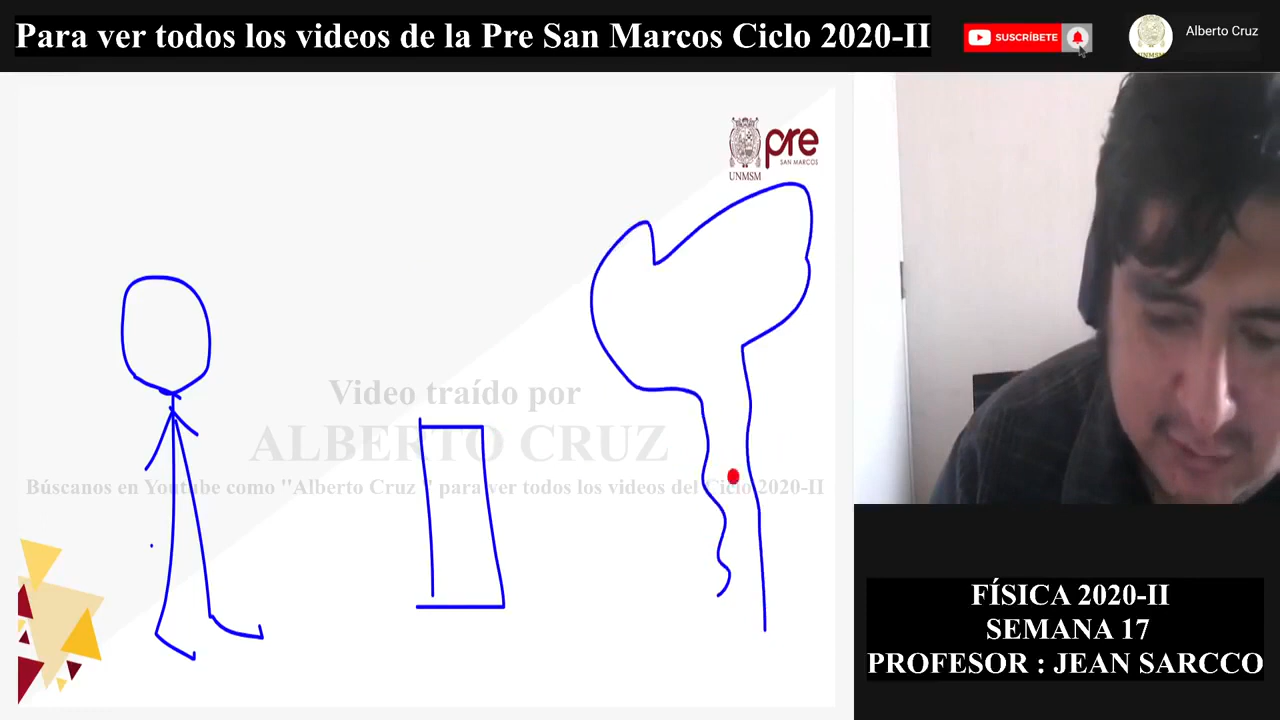 Para ver todos los videos de la Pre San Marcos Ciclo 2020-II
SUSCRÍBETE
Alberto Cruz
UNMSM
pre
SAN MARCOS
UNMSM
Video traído por
ALBERTO CRUZ
Búscanos en Youtube como "Alberto Cruz " para ver todos los videos del Ciclo 2020-II
FÍSICA 2020-II
SEMANA 17
PROFESOR : JEAN SARCCO